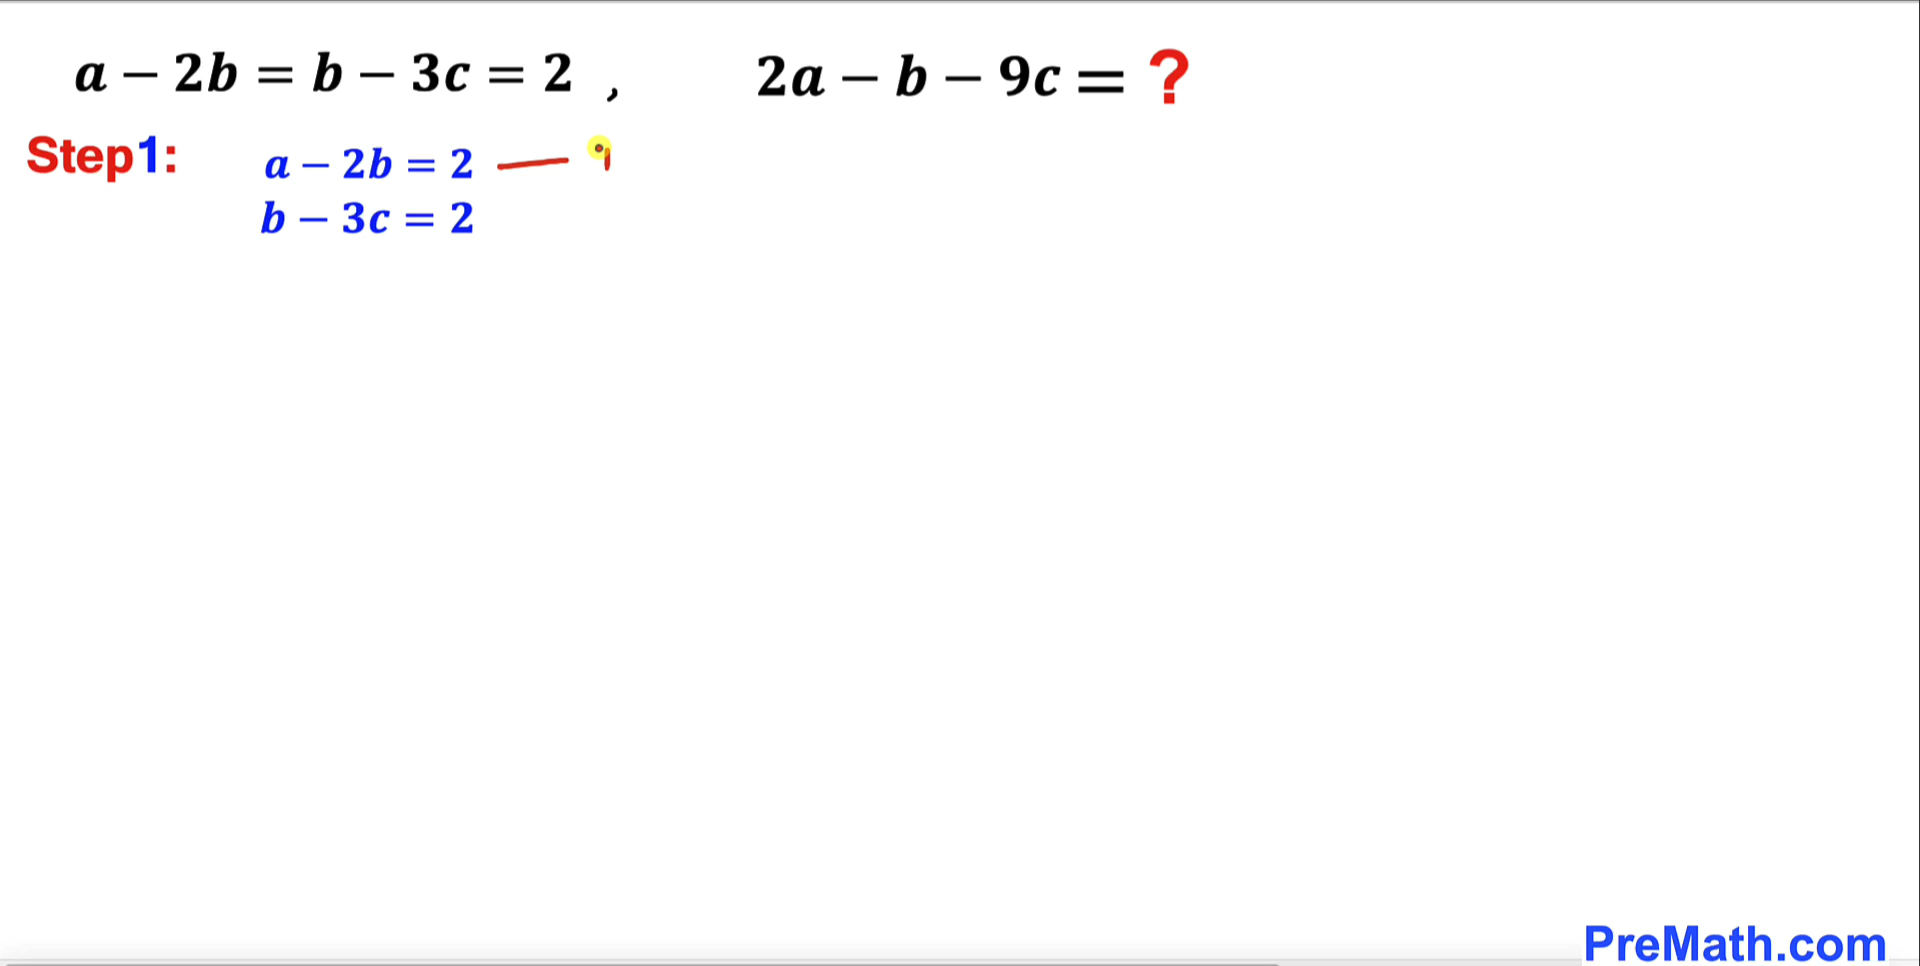 a − 2b = b − 3c = 2 , 2a − b − 9c = ?
Step1: a − 2b = 2 —
b − 3c = 2
PreMath.com